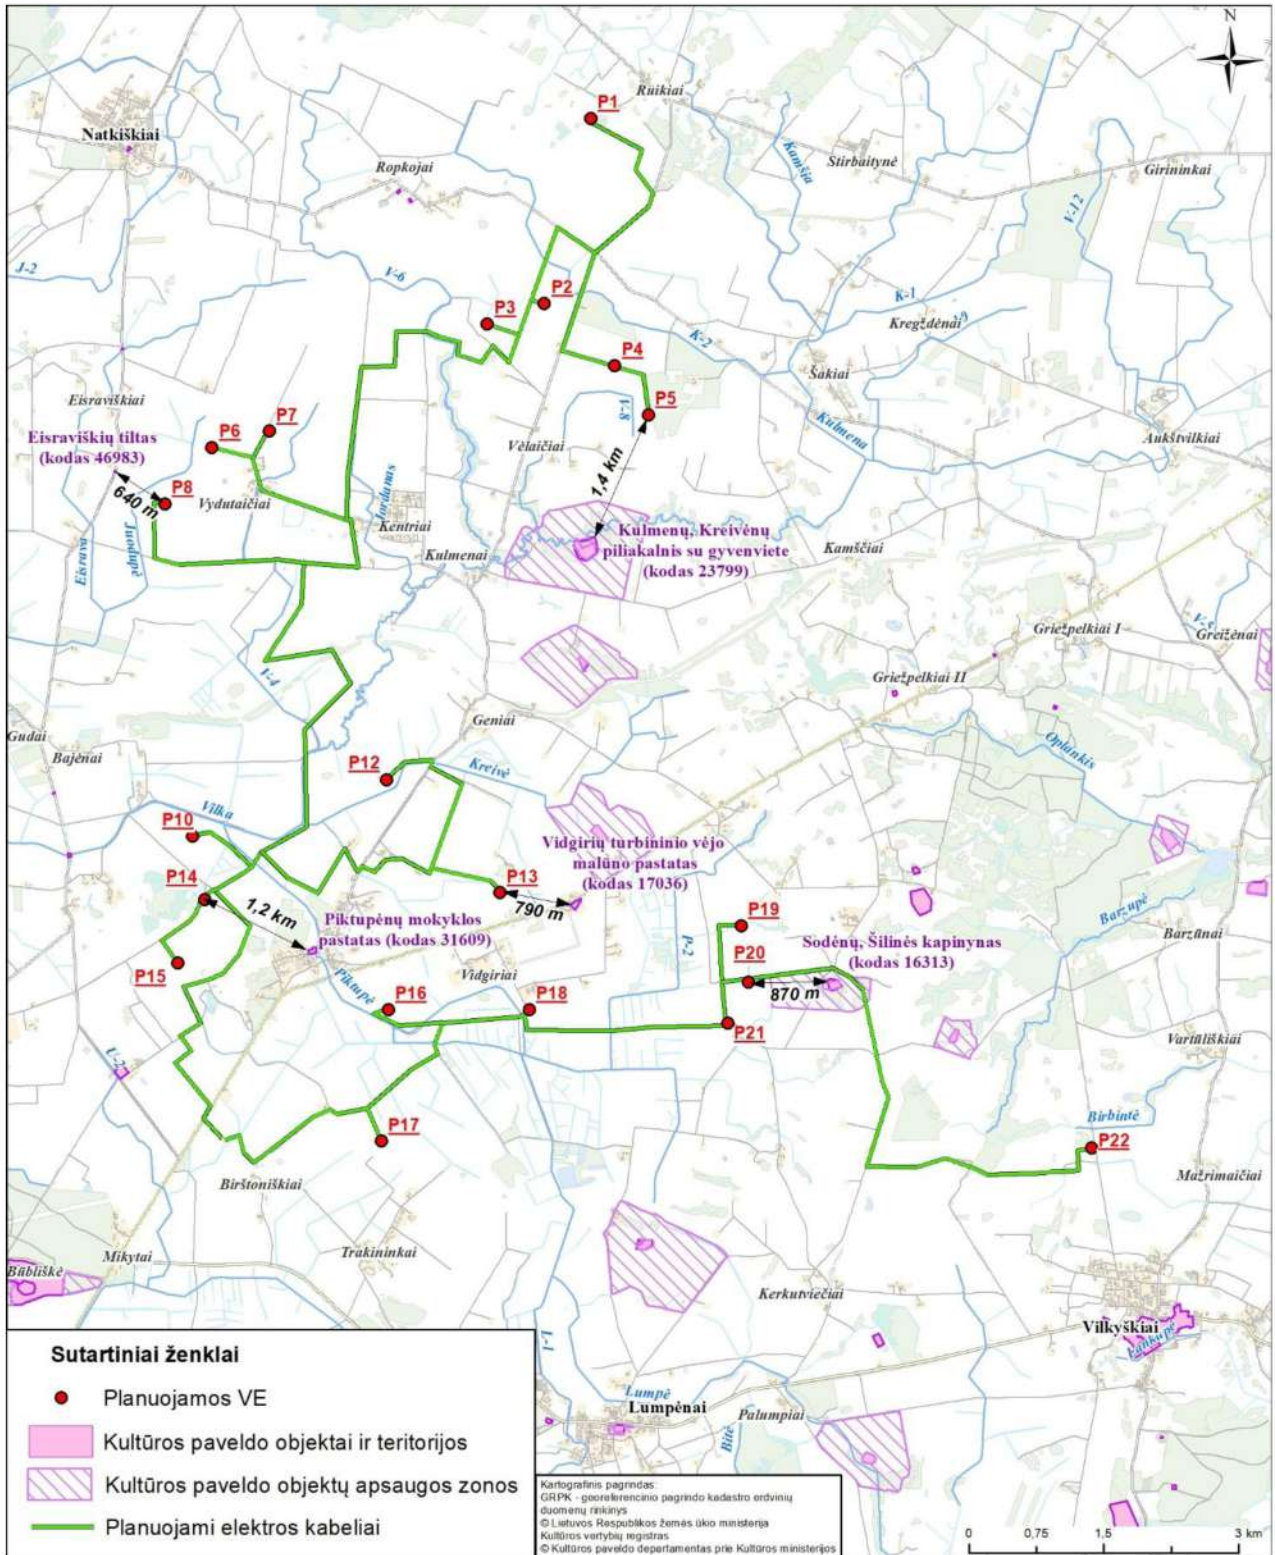 N
Ruikiai
P1
Natkiškiai
Ropkojai
Kamšia
Stirbaitynė
Girininkai
V-12
J-2
V-6
P2
P3
K-1
Kregždėnai
K-2
P4
Šakiai
Eisraviškiai
P5
V-8
Kulmena
Aukštvilkiai
P7
Eisraviškių tiltas
(kodas 46983)
P6
Vėlaičiai
1,4 km
640 m
P8
Vydutaičiai
Jordanas
Kentriai
Juodupė
Eisrava
Kulmenai
Kulmenų, Kreivėnų
piliakalnis su gyvenviete
(kodas 23799)
Kamščiai
V-5
Greižėnai
Griežpelkiai I
Griežpelkiai II
V-4
Geniai
Gudai
Bajėnai
Oplankis
P12
Kreivė
Vilka
P10
Vidgirių turbininio vėjo
malūno pastatas
(kodas 17036)
P13
790 m
P14
1,2 km
Piktupėnų mokyklos
pastatas (kodas 31609)
P19
Barzupė
Barzūnai
P-2
Sodėnų, Šilinės kapinynas
(kodas 16313)
P15
Vidgiriai
P20
870 m
Piktupė
P16
P18
P21
U-2
Vartūliškiai
P17
Birbintė
P22
Birštoniškiai
Mažrimaičiai
Mikytai
Trakininkai
Būbliškė
Kerkutviečiai
Vilkyškiai
Lankupė
L-1
Lumpė
Lumpėnai
Bitė
Palumpiai
Sutartiniai ženklai
Planuojamos VE
Kultūros paveldo objektai ir teritorijos
Kultūros paveldo objektų apsaugos zonos
Planuojami elektros kabeliai
Kartografinis pagrindas:
GRPK - georeferencinio pagrindo kadastro erdvinių
duomenų rinkinys
© Lietuvos Respublikos žemės ūkio ministerija
Kultūros vertybių registras
© Kultūros paveldo departamentas prie Kultūros ministerijos
0 0,75 1,5 3 km